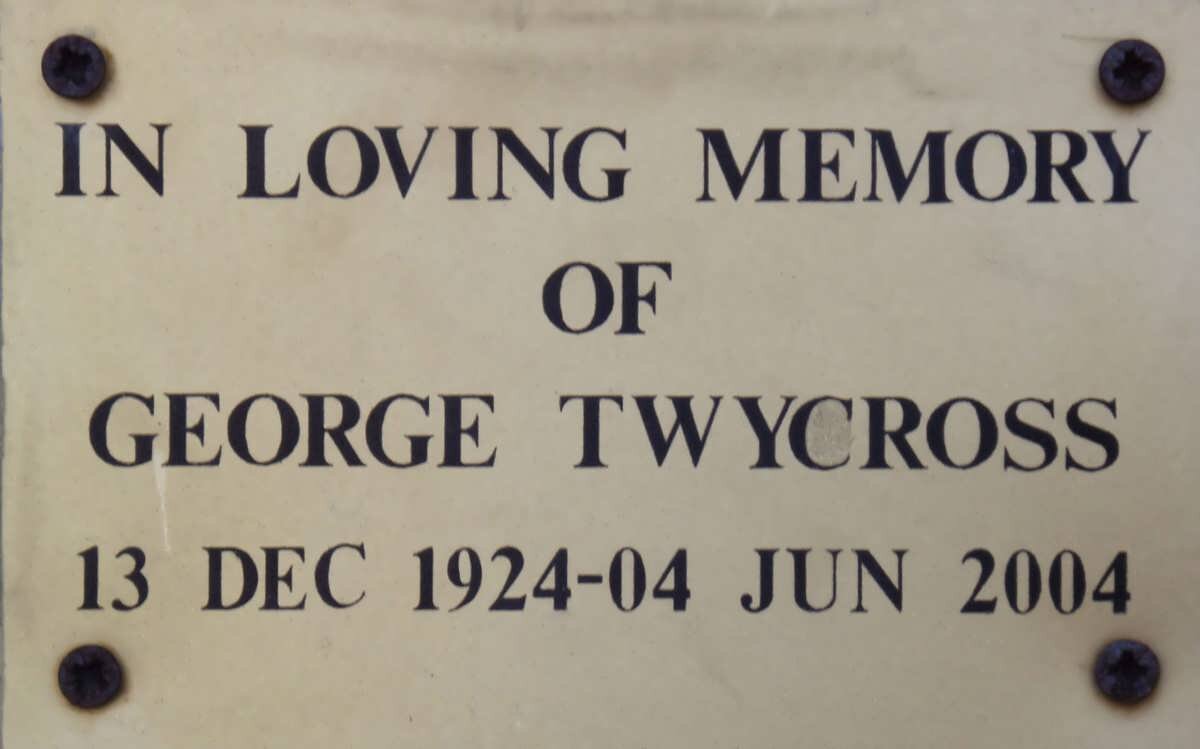 IN LOVING MEMORY
OF
GEORGE TWYCROSS
13 DEC 1924-04 JUN 2004